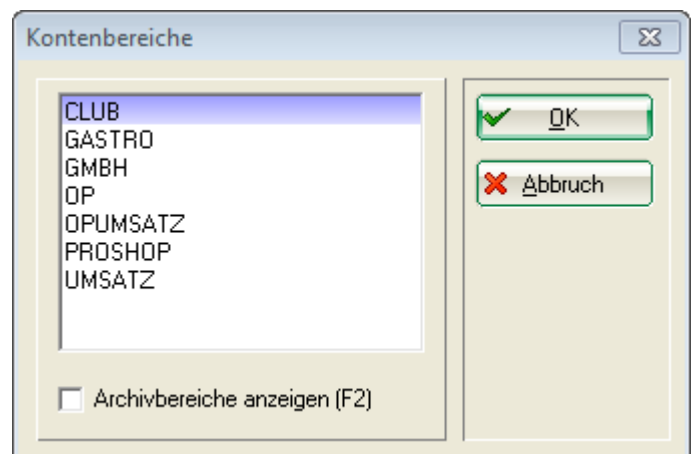 Kontenbereiche
CLUB
GASTRO
GMBH
OP
OPUMSATZ
PROSHOP
UMSATZ
Archivbereiche anzeigen (F2)
OK
Abbruch